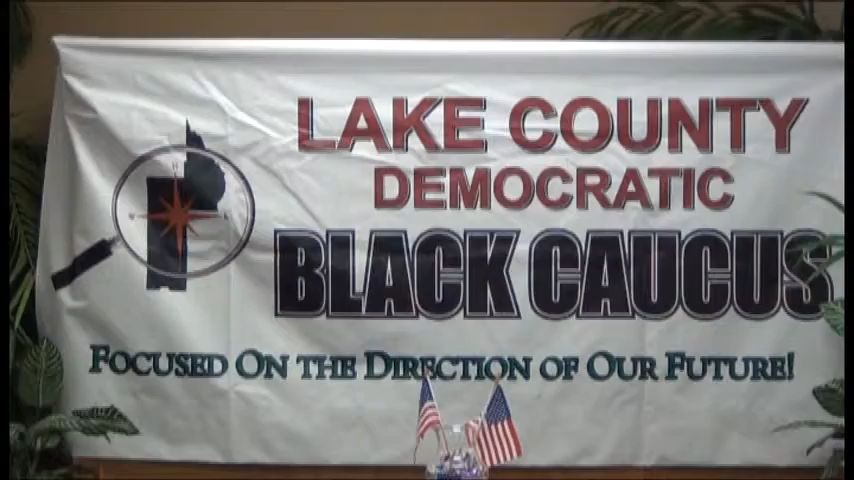 LAKE COUNTY
DEMOCRATIC
BLACK CAUCUS
FOCUSED ON THE DIRECTION OF OUR FUTURE!